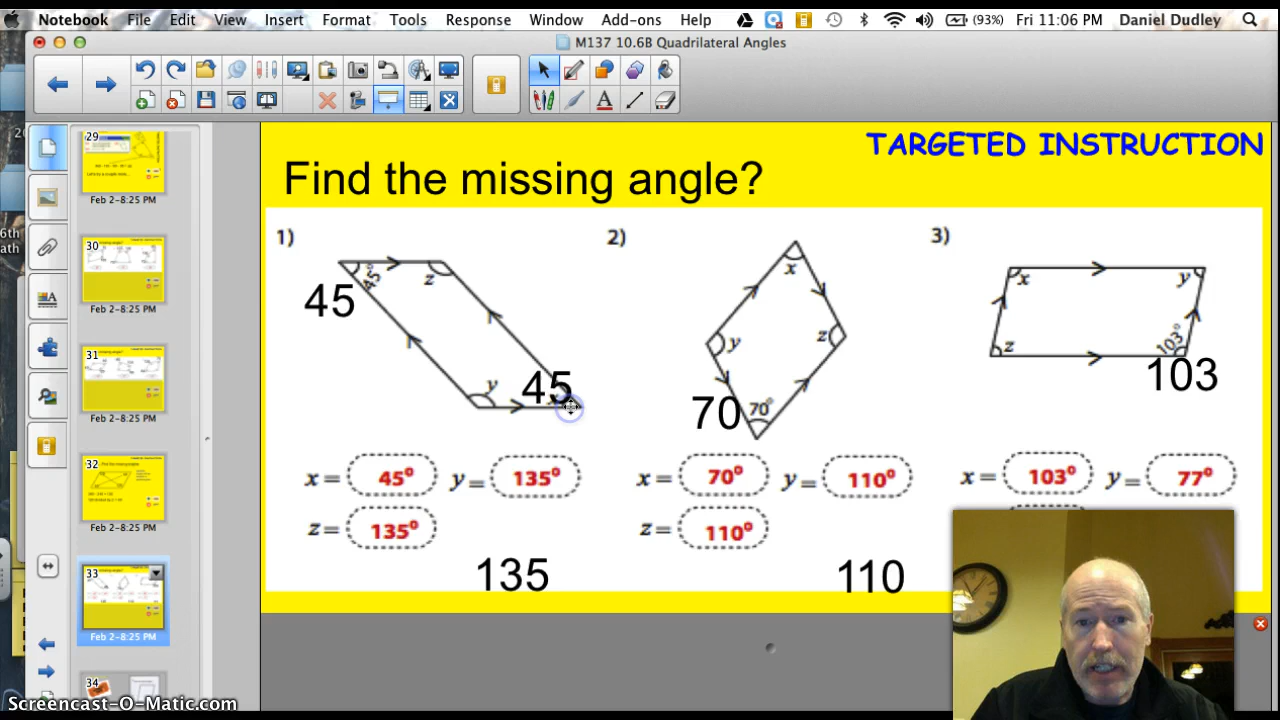 Notebook File Edit View Insert Format Tools Response Window Add-ons Help (93%) Fri 11:06 PM Daniel Dudley
M137 10.6B Quadrilateral Angles
29
Feb 2–8:25 PM
30
Feb 2–8:25 PM
31
Feb 2–8:25 PM
32
Feb 2–8:25 PM
33
Feb 2–8:25 PM
34
6th
ath
TARGETED INSTRUCTION
Find the missing angle?
1) 2) 3)
45° z
45
y 45
x
y z
70 70°
x y
z 103°
103
x = 45° y = 135°
z = 135°
135
x = 70° y = 110°
z = 110°
110
x = 103° y = 77°
Screencast-O-Matic.com